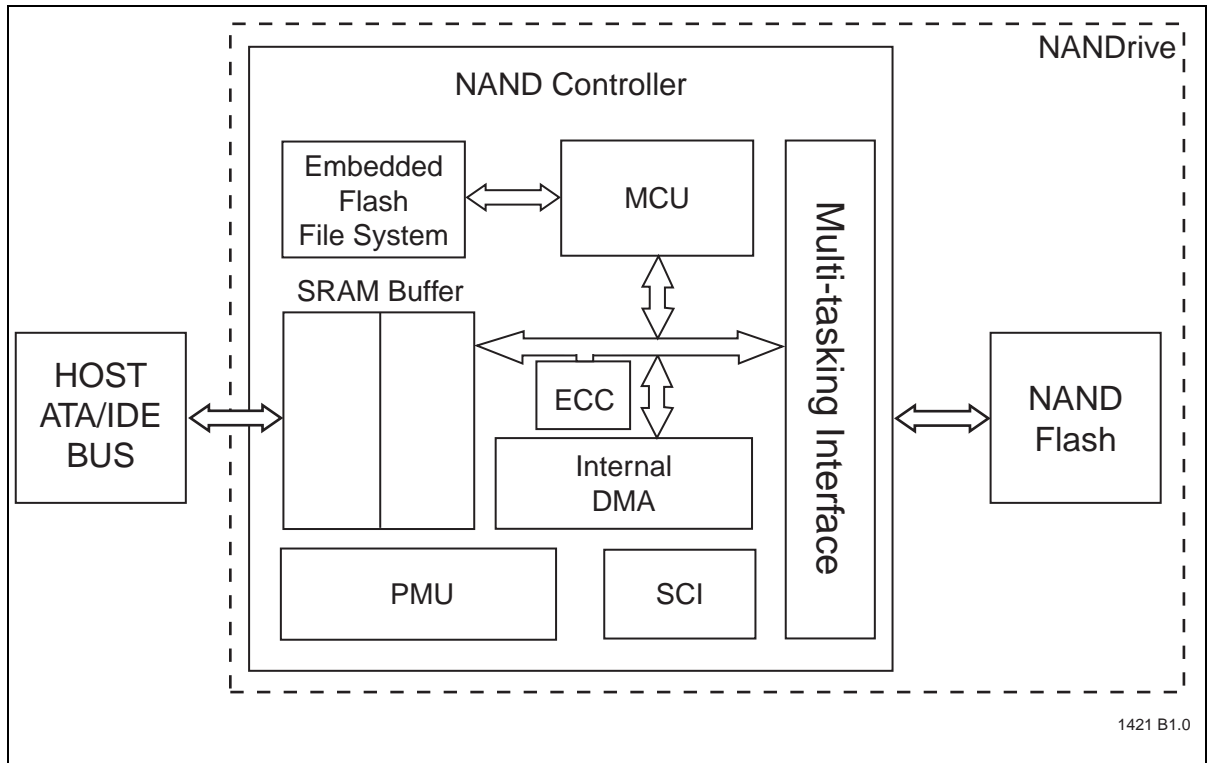 NANDrive
NAND Controller
Embedded
Flash
File System
MCU
Multi-tasking Interface
SRAM Buffer
HOST
ATA/IDE
BUS
ECC
NAND
Flash
Internal
DMA
PMU
SCI
1421 B1.0